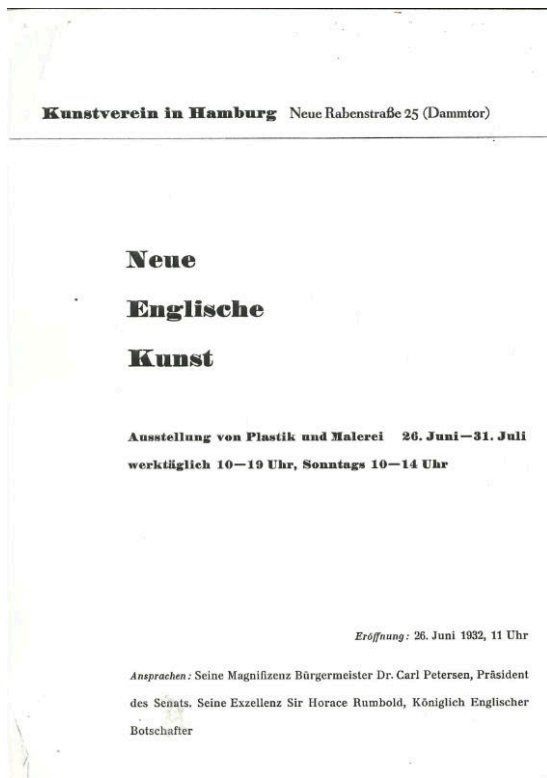 Kunstverein in Hamburg Neue Rabenstraße 25 (Dammtor)
Neue
Englische
Kunst
Ausstellung von Plastik und Malerei 26. Juni—31. Juli
werktäglich 10—19 Uhr, Sonntags 10—14 Uhr
Eröffnung: 26. Juni 1932, 11 Uhr
Ansprachen: Seine Magnifizenz Bürgermeister Dr. Carl Petersen, Präsident
des Senats. Seine Exzellenz Sir Horace Rumbold, Königlich Englischer
Botschafter